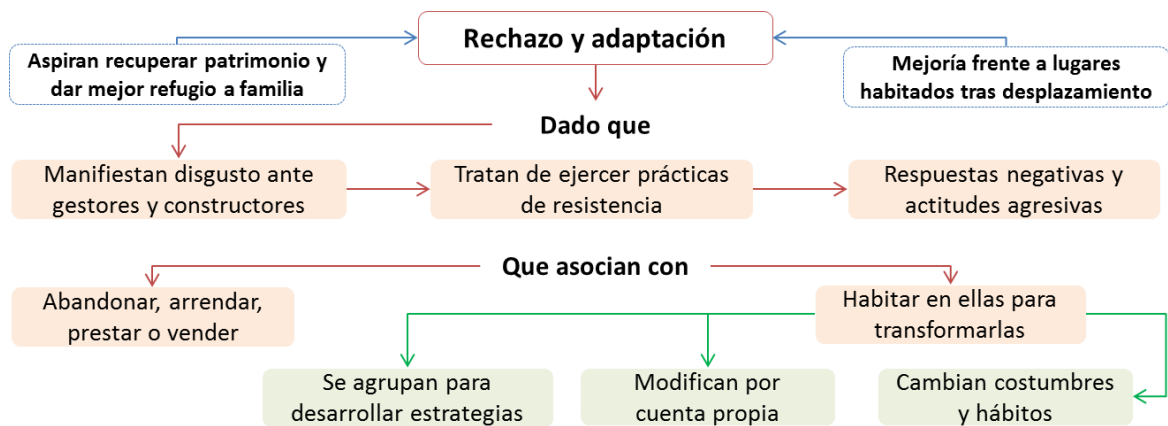 Rechazo y adaptación
Aspiran recuperar patrimonio y
dar mejor refugio a familia
Mejoría frente a lugares
habitados tras desplazamiento
Dado que
Manifiestan disgusto ante
gestores y constructores
Tratan de ejercer prácticas
de resistencia
Respuestas negativas y
actitudes agresivas
Que asocian con
Abandonar, arrendar,
prestar o vender
Habitar en ellas para
transformarlas
Se agrupan para
desarrollar estrategias
Modifican por
cuenta propia
Cambian costumbres
y hábitos